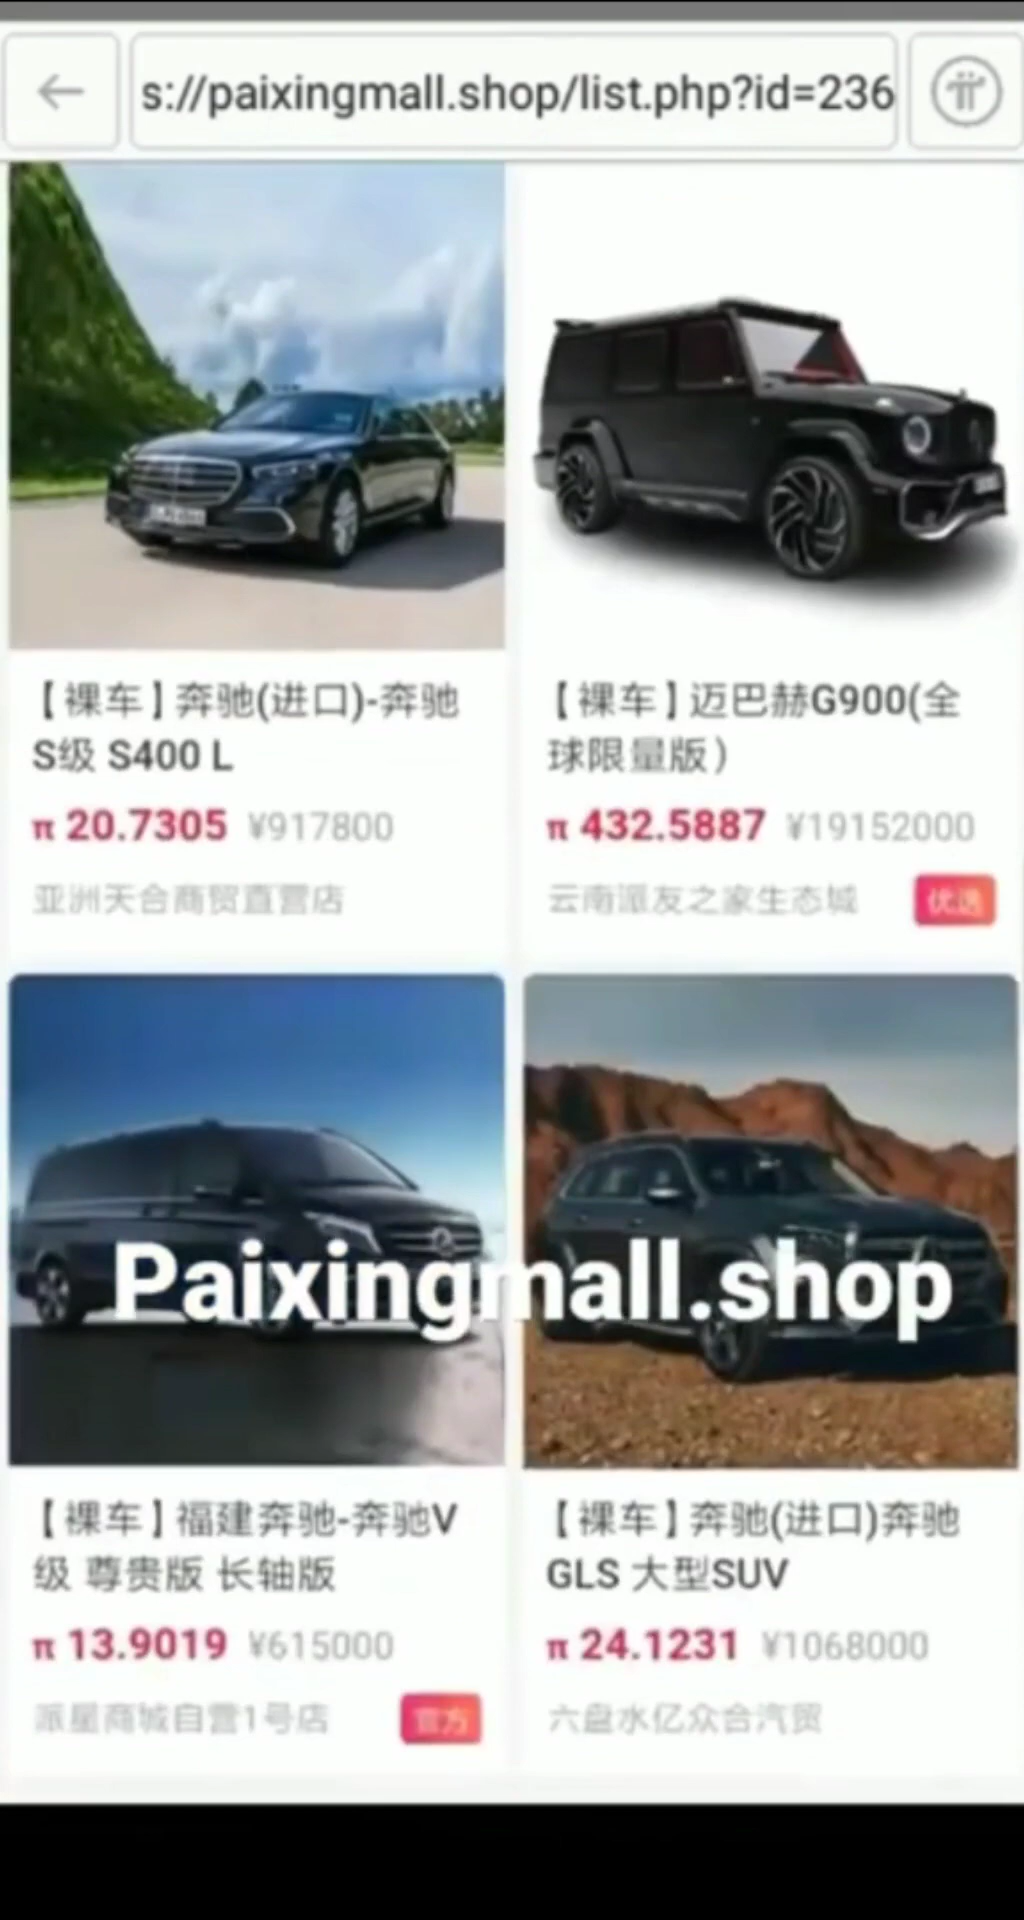 s://paixingmall.shop/list.php?id=236
【裸车】奔驰(进口)-奔驰
S级 S400 L
π 20.7305 ¥917800
亚洲天合商贸直营店
【裸车】迈巴赫G900(全
球限量版）
π 432.5887 ¥19152000
云南派友之家生态城 优选
Paixingmall.shop
【裸车】福建奔驰-奔驰V
级 尊贵版 长轴版
π 13.9019 ¥615000
派星商城自营1号店 官方
【裸车】奔驰(进口)奔驰
GLS 大型SUV
π 24.1231 ¥1068000
六盘水亿众合汽贸